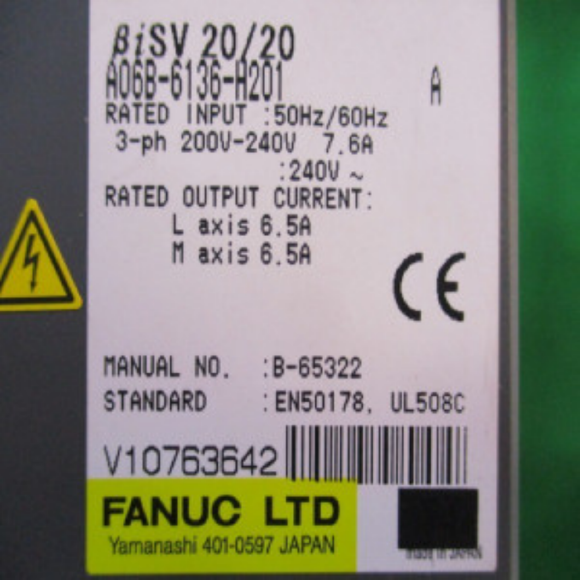 βiSV 20/20
A06B-6136-H201 A
RATED INPUT :50Hz/60Hz
3-ph 200V-240V 7.6A
:240V ~
RATED OUTPUT CURRENT:
L axis 6.5A
M axis 6.5A
CE
MANUAL NO. :B-65322
STANDARD :EN50178, UL508C
V10763642
FANUC LTD
Yamanashi 401-0597 JAPAN
made in JAPAN